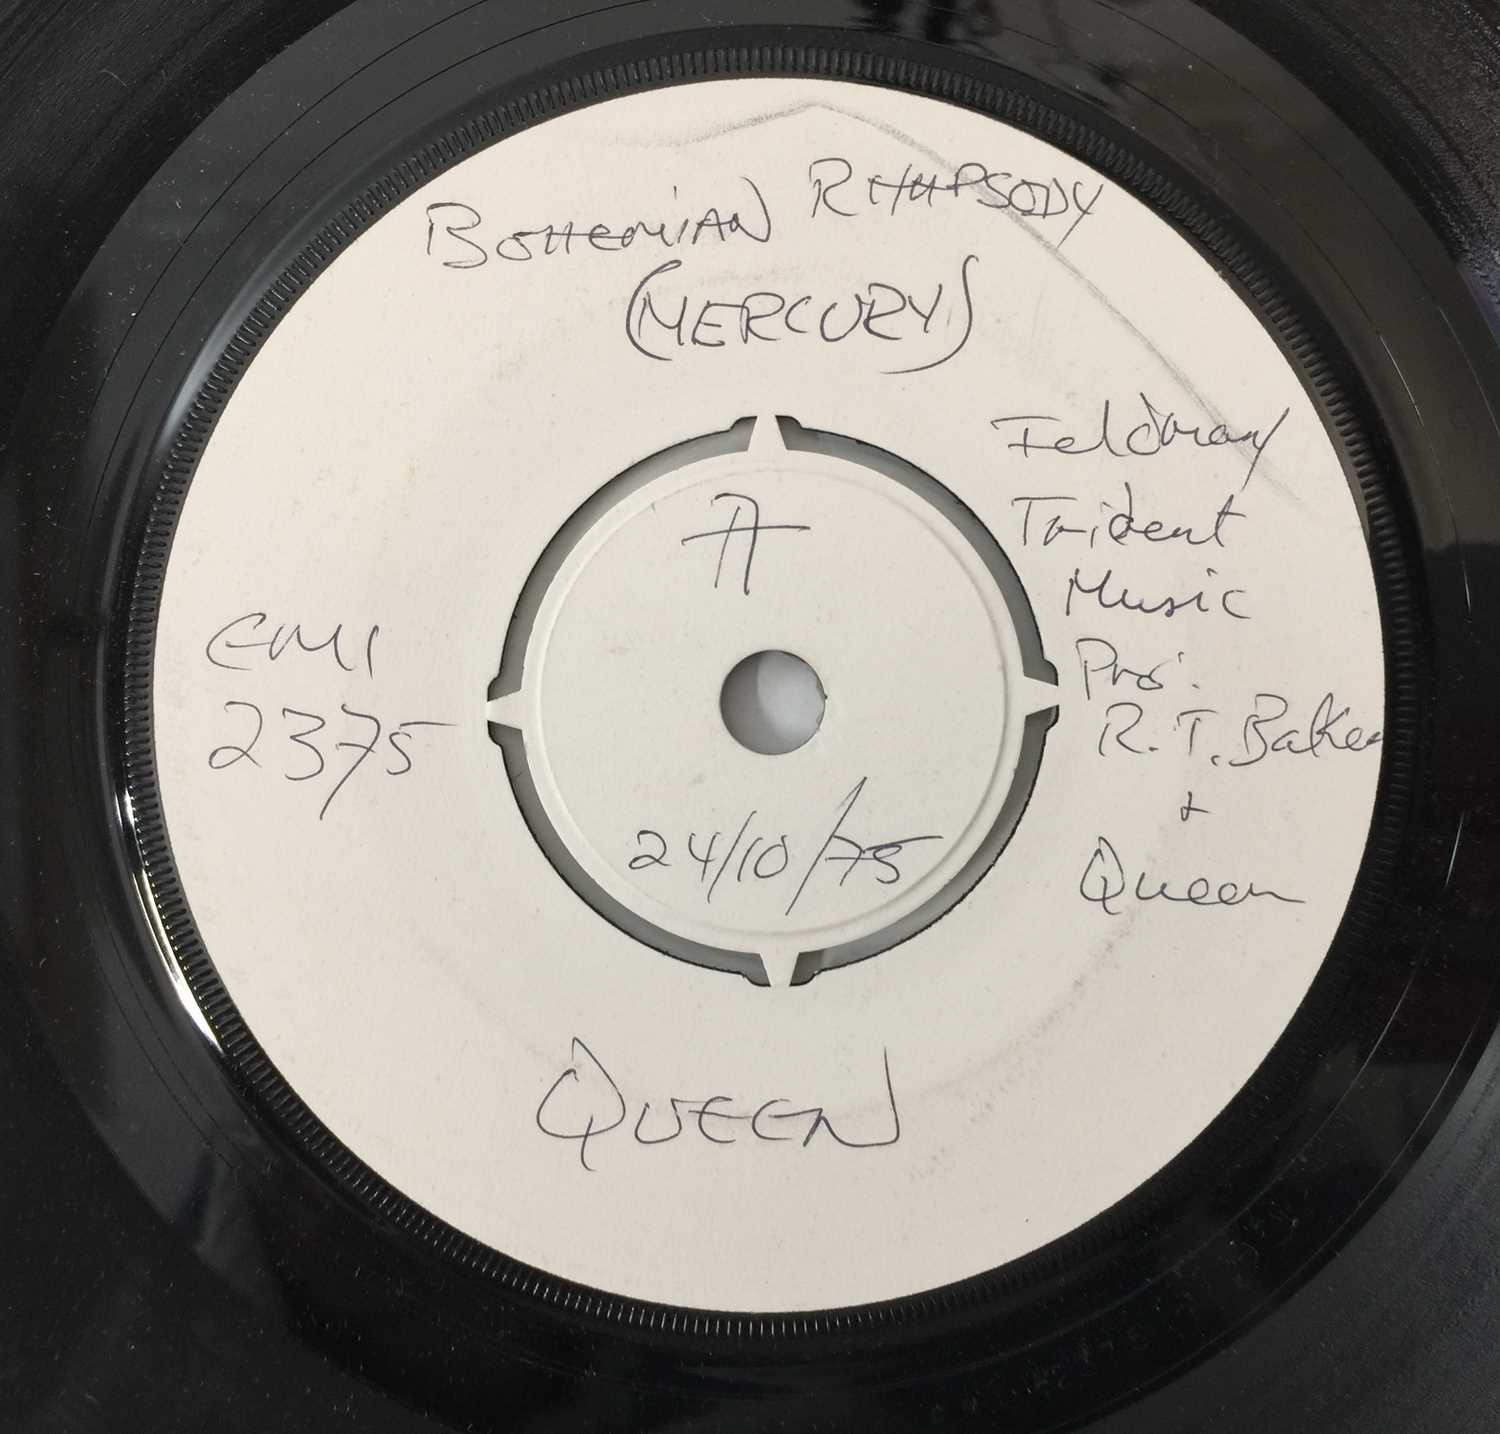 BOHEMIAN RHAPSODY
(MERCURY)
Feldman
Trident
Music
Pro:
R. T. Baker
+
Queen
A
EMI
2375
24/10/75
QUEEN